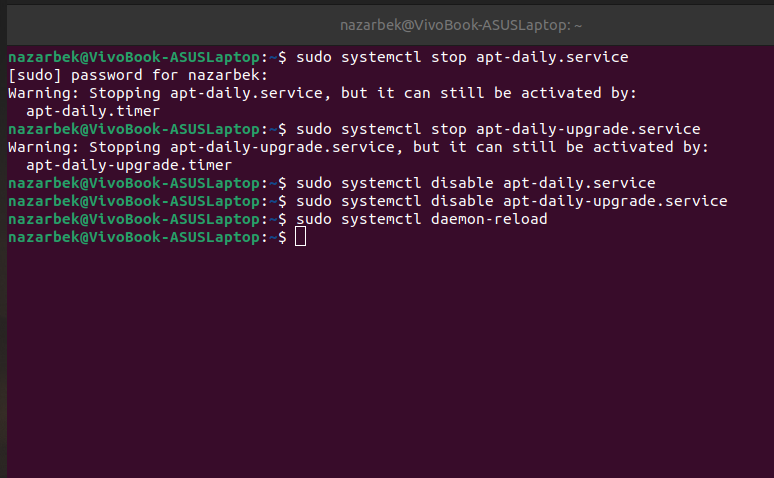 nazarbek@VivoBook-ASUSLaptop: ~
nazarbek@VivoBook-ASUSLaptop:~$ sudo systemctl stop apt-daily.service
[sudo] password for nazarbek:
Warning: Stopping apt-daily.service, but it can still be activated by:
  apt-daily.timer
nazarbek@VivoBook-ASUSLaptop:~$ sudo systemctl stop apt-daily-upgrade.service
Warning: Stopping apt-daily-upgrade.service, but it can still be activated by:
  apt-daily-upgrade.timer
nazarbek@VivoBook-ASUSLaptop:~$ sudo systemctl disable apt-daily.service
nazarbek@VivoBook-ASUSLaptop:~$ sudo systemctl disable apt-daily-upgrade.service
nazarbek@VivoBook-ASUSLaptop:~$ sudo systemctl daemon-reload
nazarbek@VivoBook-ASUSLaptop:~$